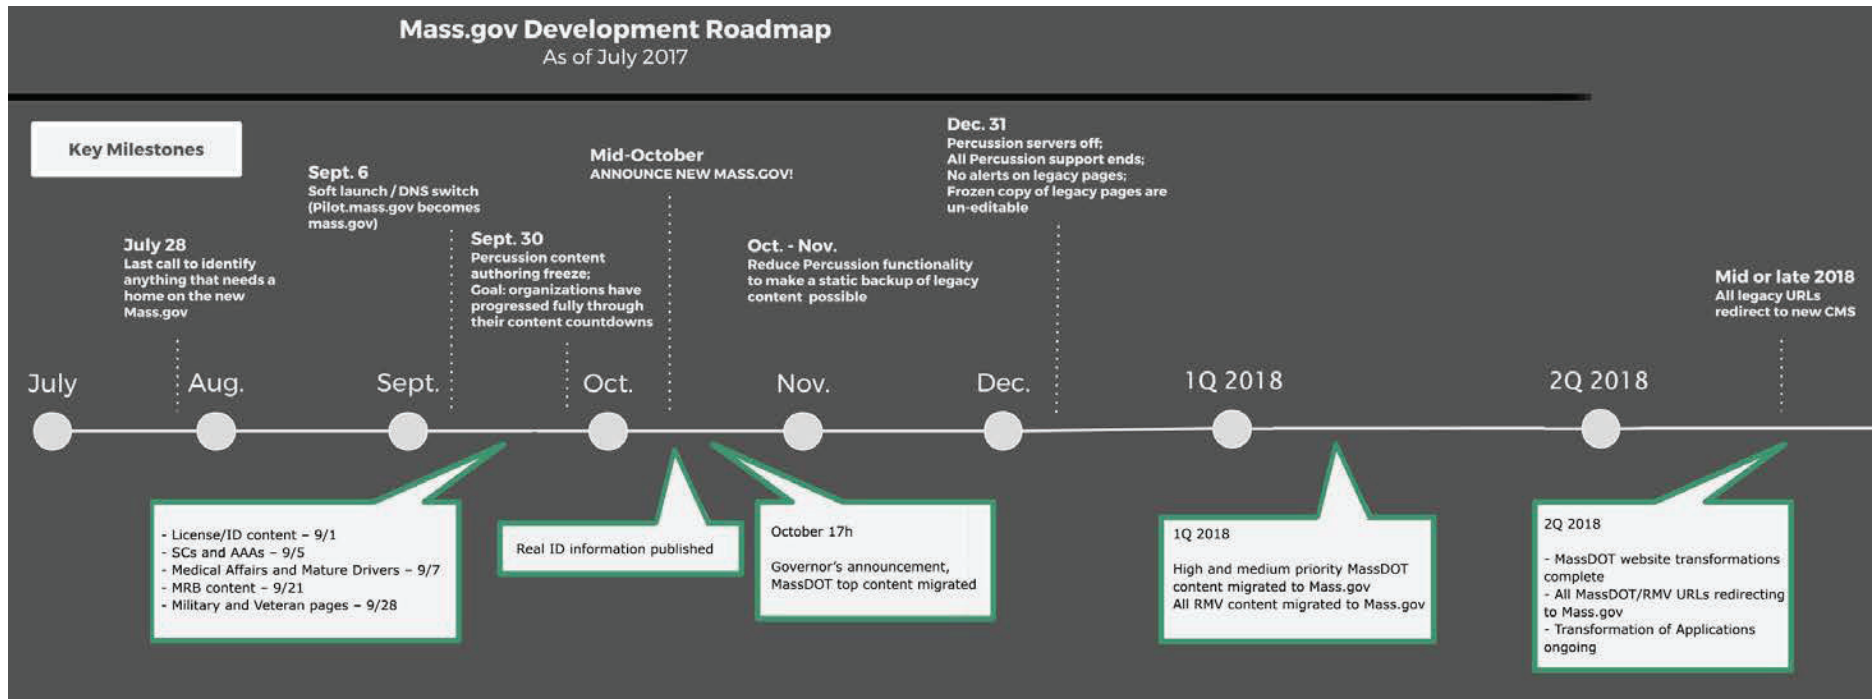 Mass.gov Development Roadmap
As of July 2017
Key Milestones
July 28
Last call to identify
anything that needs a
home on the new
Mass.gov
Sept. 6
Soft launch / DNS switch
(Pilot.mass.gov becomes
mass.gov)
Sept. 30
Percussion content
authoring freeze;
Goal: organizations have
progressed fully through
their content countdowns
Mid-October
ANNOUNCE NEW MASS.GOV!
Oct. - Nov.
Reduce Percussion functionality
to make a static backup of legacy
content possible
Dec. 31
Percussion servers off;
All Percussion support ends;
No alerts on legacy pages;
Frozen copy of legacy pages are
un-editable
Mid or late 2018
All legacy URLs
redirect to new CMS
July
Aug.
Sept.
Oct.
Nov.
Dec.
1Q 2018
2Q 2018
- License/ID content – 9/1
- SCs and AAAs – 9/5
- Medical Affairs and Mature Drivers – 9/7
- MRB content – 9/21
- Military and Veteran pages – 9/28
Real ID information published
October 17h
Governor's announcement,
MassDOT top content migrated
1Q 2018
High and medium priority MassDOT
content migrated to Mass.gov
All RMV content migrated to Mass.gov
2Q 2018
- MassDOT website transformations
complete
- All MassDOT/RMV URLs redirecting
to Mass.gov
- Transformation of Applications
ongoing